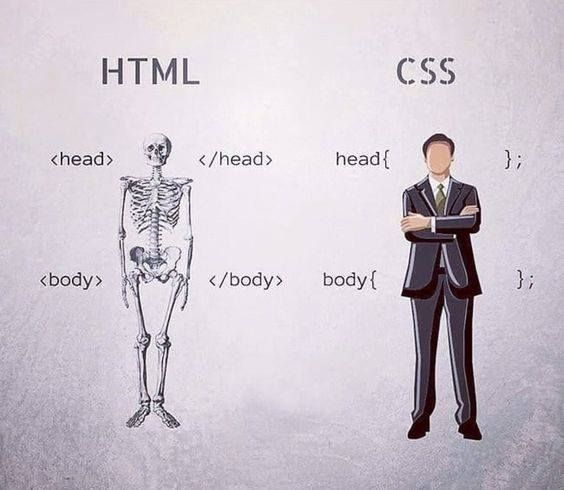 HTML
<head> </head>
<body> </body>
CSS
head{ };
body{ };